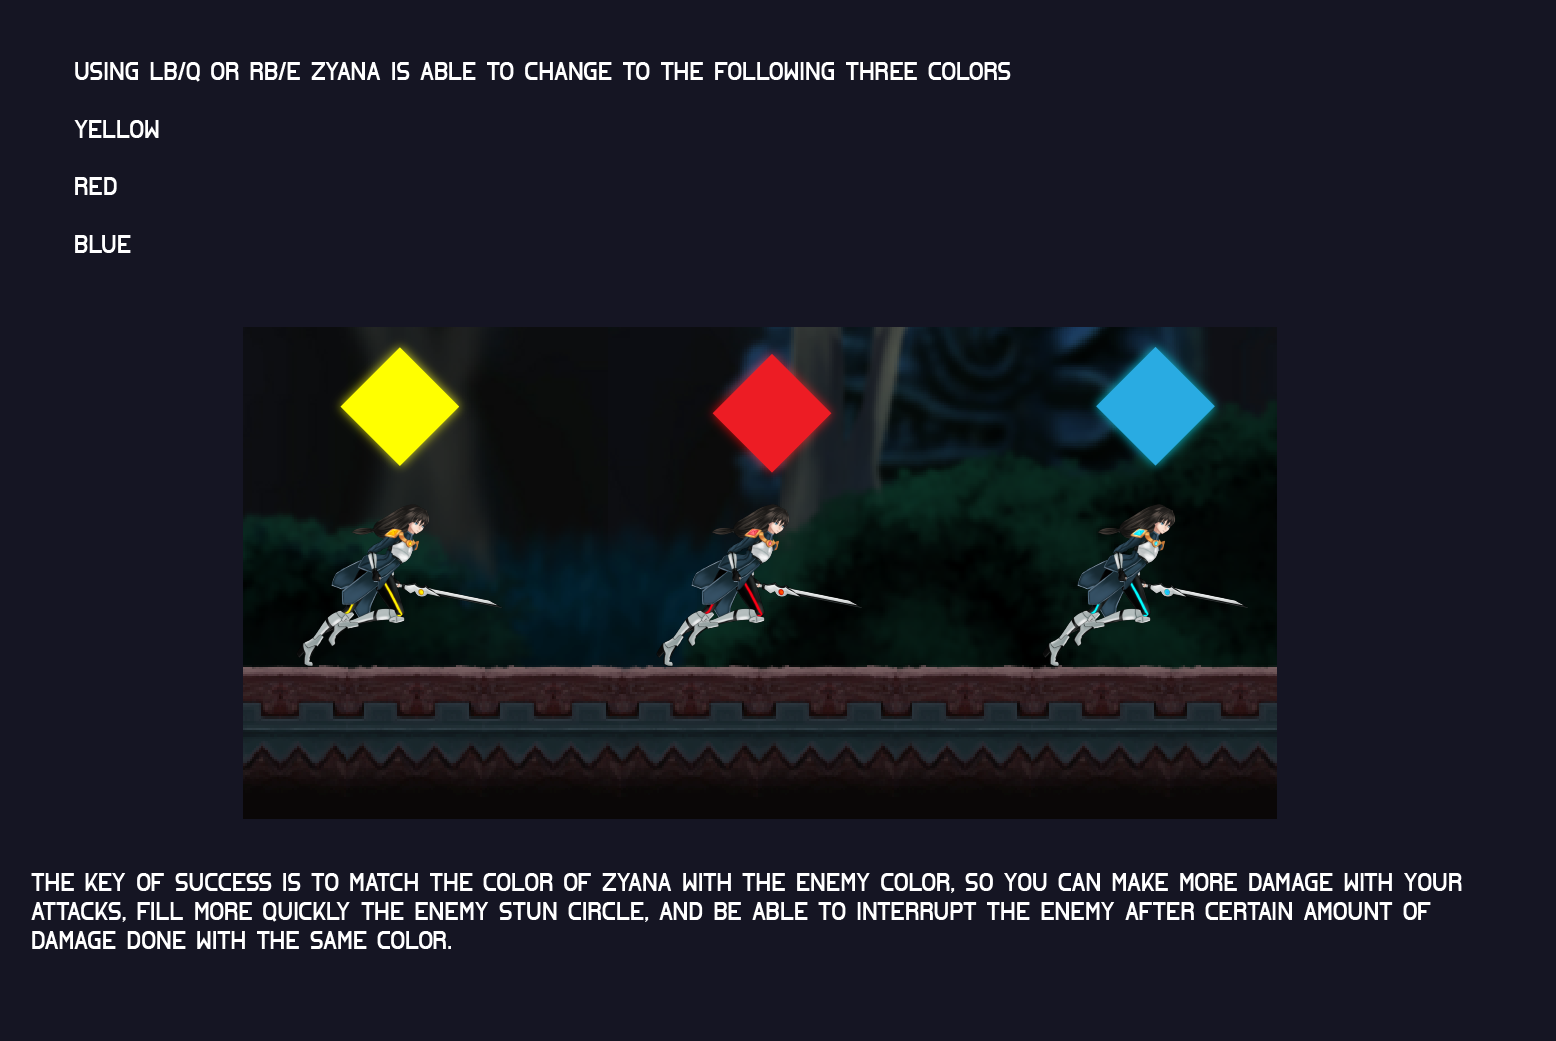 USING LB/Q OR RB/E ZYANA IS ABLE TO CHANGE TO THE FOLLOWING THREE COLORS
YELLOW
RED
BLUE
THE KEY OF SUCCESS IS TO MATCH THE COLOR OF ZYANA WITH THE ENEMY COLOR, SO YOU CAN MAKE MORE DAMAGE WITH YOUR
ATTACKS, FILL MORE QUICKLY THE ENEMY STUN CIRCLE, AND BE ABLE TO INTERRUPT THE ENEMY AFTER CERTAIN AMOUNT OF
DAMAGE DONE WITH THE SAME COLOR.